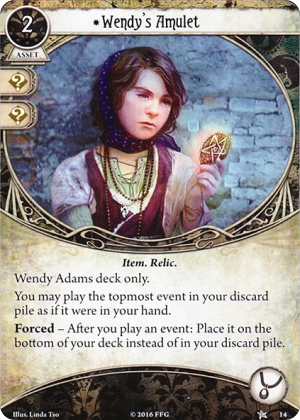 2
Wendy's Amulet
ASSET
?
?
Item. Relic.
Wendy Adams deck only.
You may play the topmost event in your discard
pile as if it were in your hand.
Forced – After you play an event: Place it on the
bottom of your deck instead of in your discard pile.
Illus. Linda Tso
© 2016 FFG
14